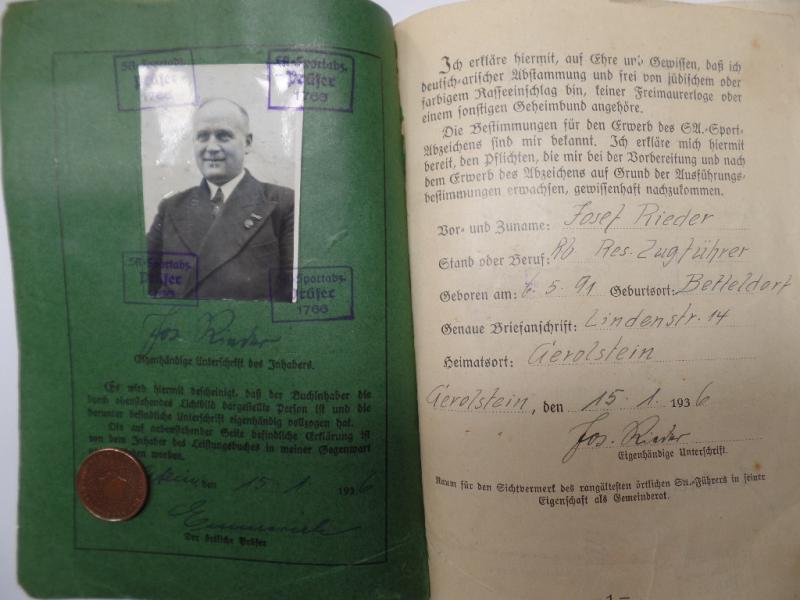 SA-Sportabz.
Prüfer
1766
SA-Sportabz.
Prüfer
1766
SA-Sportabz.
Prüfer
SA-Sportabz.
Prüfer
1766
Jos. Rieder
Eigenhändige Unterschrift des Inhabers.
Es wird hiermit bescheinigt, daß der Buchinhaber die
durch obenstehendes Lichtbild dargestellte Person ist und die
darunter befindliche Unterschrift eigenhändig vollzogen hat.
Die auf nebenstehender Seite befindliche Erklärung ist
von dem Inhaber des Leistungsbuches in meiner Gegenwart
worden.
den 15.1. 1936
Der örtliche Prüfer
Ich erkläre hiermit, auf Ehre und Gewissen, daß ich
deutsch-arischer Abstammung und frei von jüdischem oder
farbigem Rasseeinschlag bin, keiner Freimaurerloge oder
einem sonstigen Geheimbund angehöre.
Die Bestimmungen für den Erwerb des SA.-Sport-
Abzeichens sind mir bekannt. Ich erkläre mich hiermit
bereit, den Pflichten, die mir bei der Vorbereitung und nach
dem Erwerb des Abzeichens auf Grund der Ausführungs-
bestimmungen erwachsen, gewissenhaft nachzukommen.
Vor- und Zuname: Josef Rieder
Stand oder Beruf: Rb Res. Zugführer
Geboren am: 6.5.91 Geburtsort: Betteldorf
Genaue Briefanschrift: Lindenstr. 14
Heimatsort: Gerolstein
Gerolstein, den 15.1. 1936
Jos. Rieder
Eigenhändige Unterschrift.
Raum für den Sichtvermerk des rangältesten örtlichen SA.-Führers in seiner
Eigenschaft als Gemeinderat.